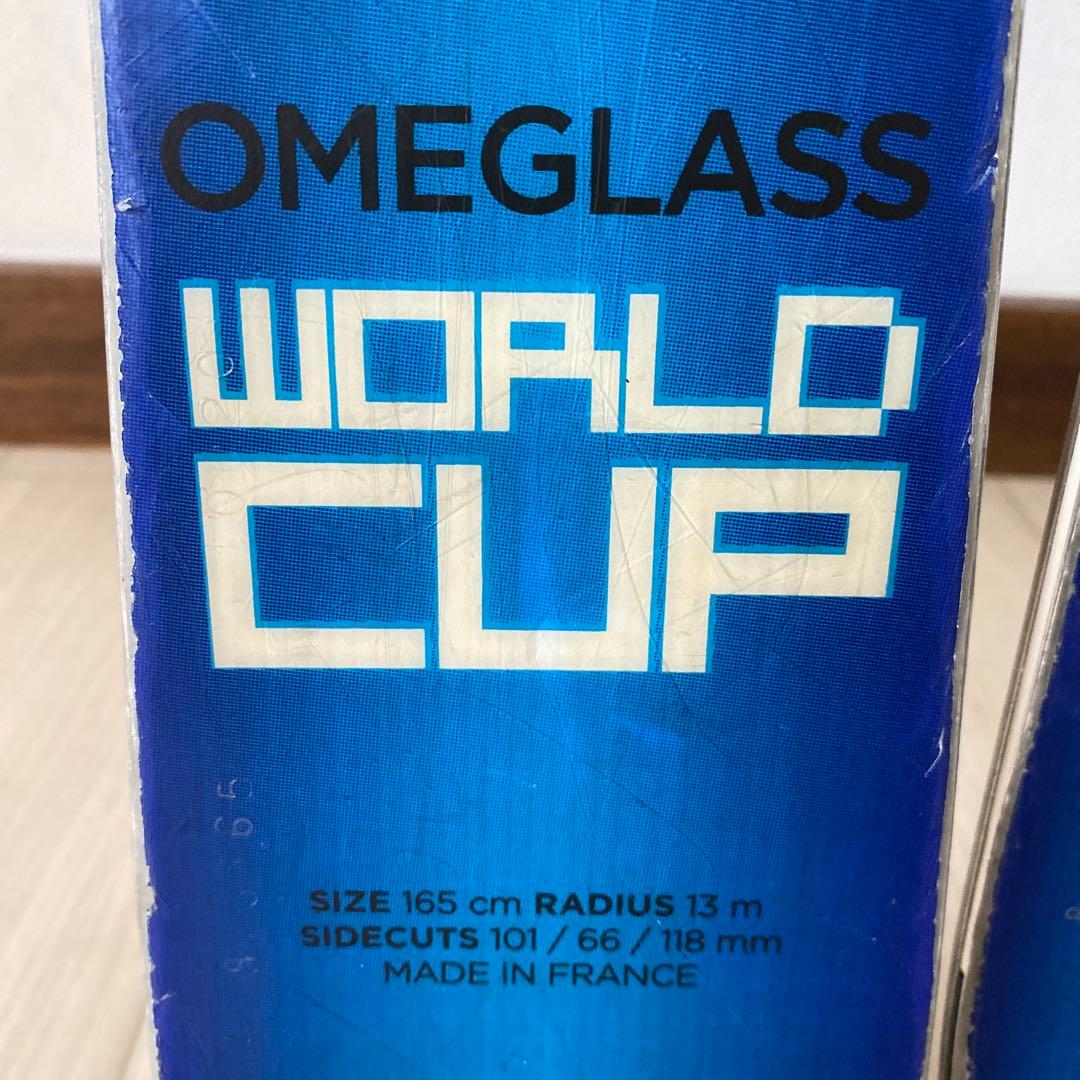 OMEGLASS
WORLD
CUP
SIZE 165 cm RADIUS 13 m
SIDECUTS 101 / 66 / 118 mm
MADE IN FRANCE